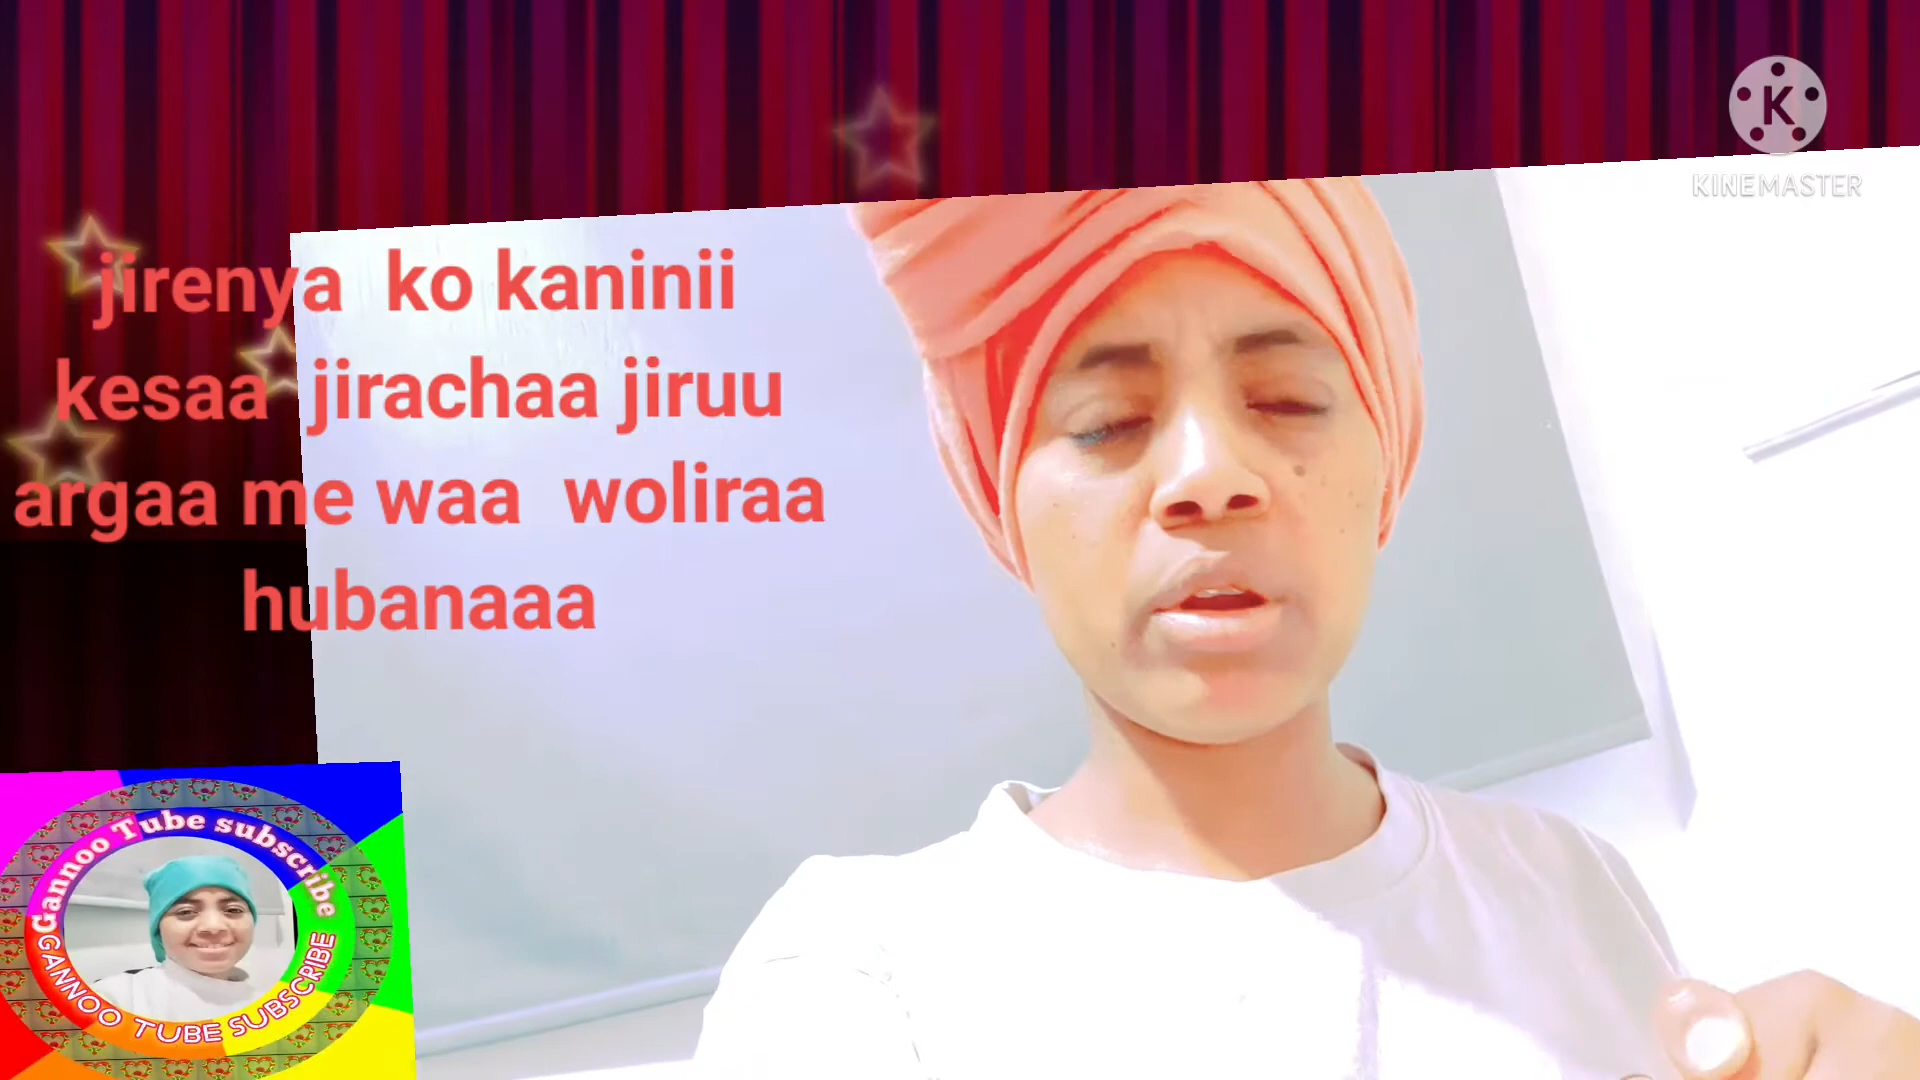 K
KINEMASTER
jirenya ko kaninii
kesaa jirachaa jiruu
argaa me waa woliraa
hubanaaa
Gannoo Tube subscribe
GANNOO TUBE SUBSCRIBE